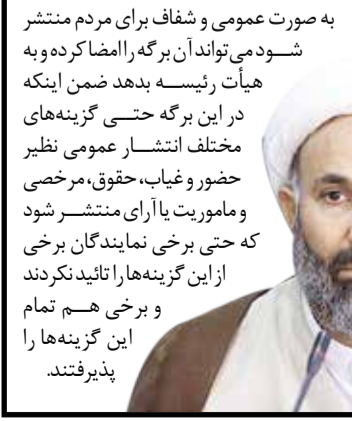 به صورت عمومی و شفاف برای مردم منتشر
شود می‌تواند آن برگه را امضا کرده و به
هیأت رئیسه بدهد ضمن اینکه
در این برگه حتی گزینه‌های
مختلف انتشار عمومی نظیر
حضور و غیاب، حقوق، مرخصی
و ماموریت یا آرای منتشر شود
که حتی برخی نمایندگان برخی
از این گزینه‌ها را تائید نکردند
و برخی هم تمام
این گزینه‌ها را
پذیرفتند.